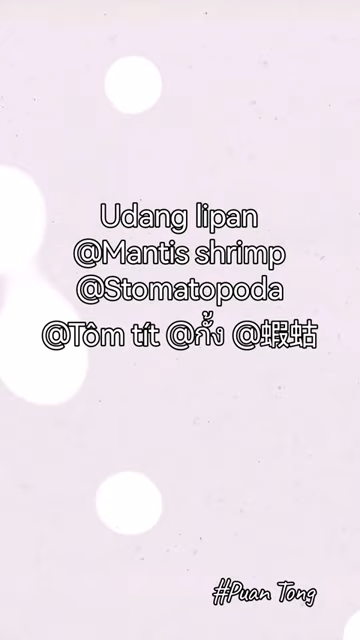 Udang lipan
@Mantis shrimp
@Stomatopoda
@Tôm tít @กั้ง @蝦蛄
#Puan Tong